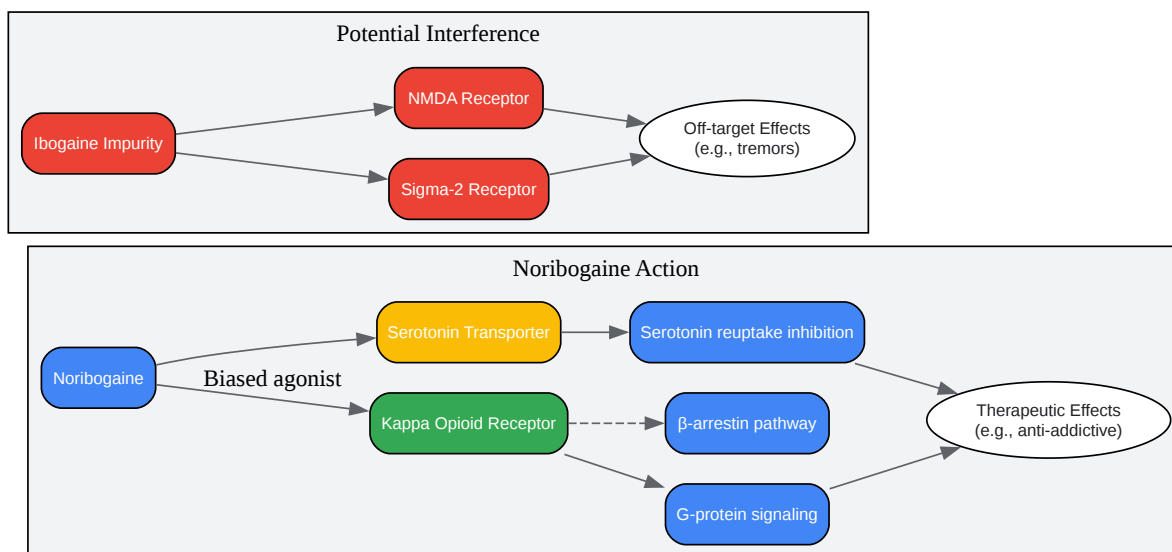 Potential Interference
Ibogaine Impurity
NMDA Receptor
Sigma-2 Receptor
Off-target Effects
(e.g., tremors)
Noribogaine Action
Noribogaine
Biased agonist
Serotonin Transporter
Kappa Opioid Receptor
Serotonin reuptake inhibition
β-arrestin pathway
G-protein signaling
Therapeutic Effects
(e.g., anti-addictive)